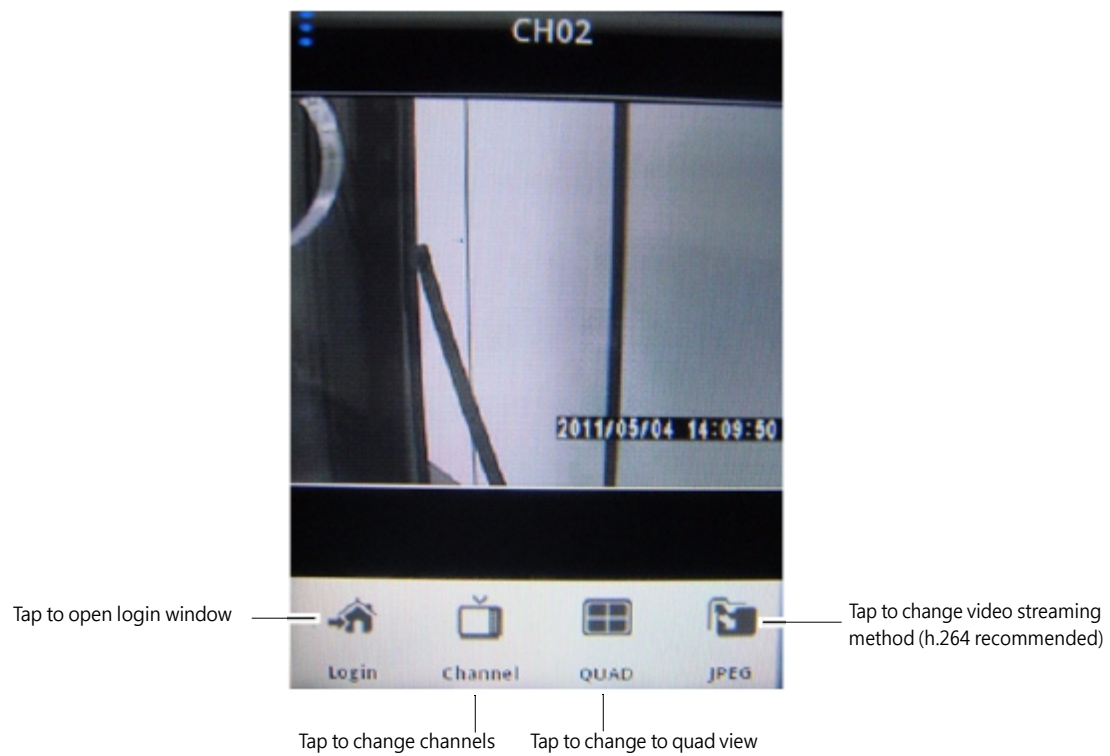 CH02
2011/05/04 14:09:50
Tap to open login window
Tap to change video streaming
method (h.264 recommended)
Login
Channel
QUAD
JPEG
Tap to change channels
Tap to change to quad view